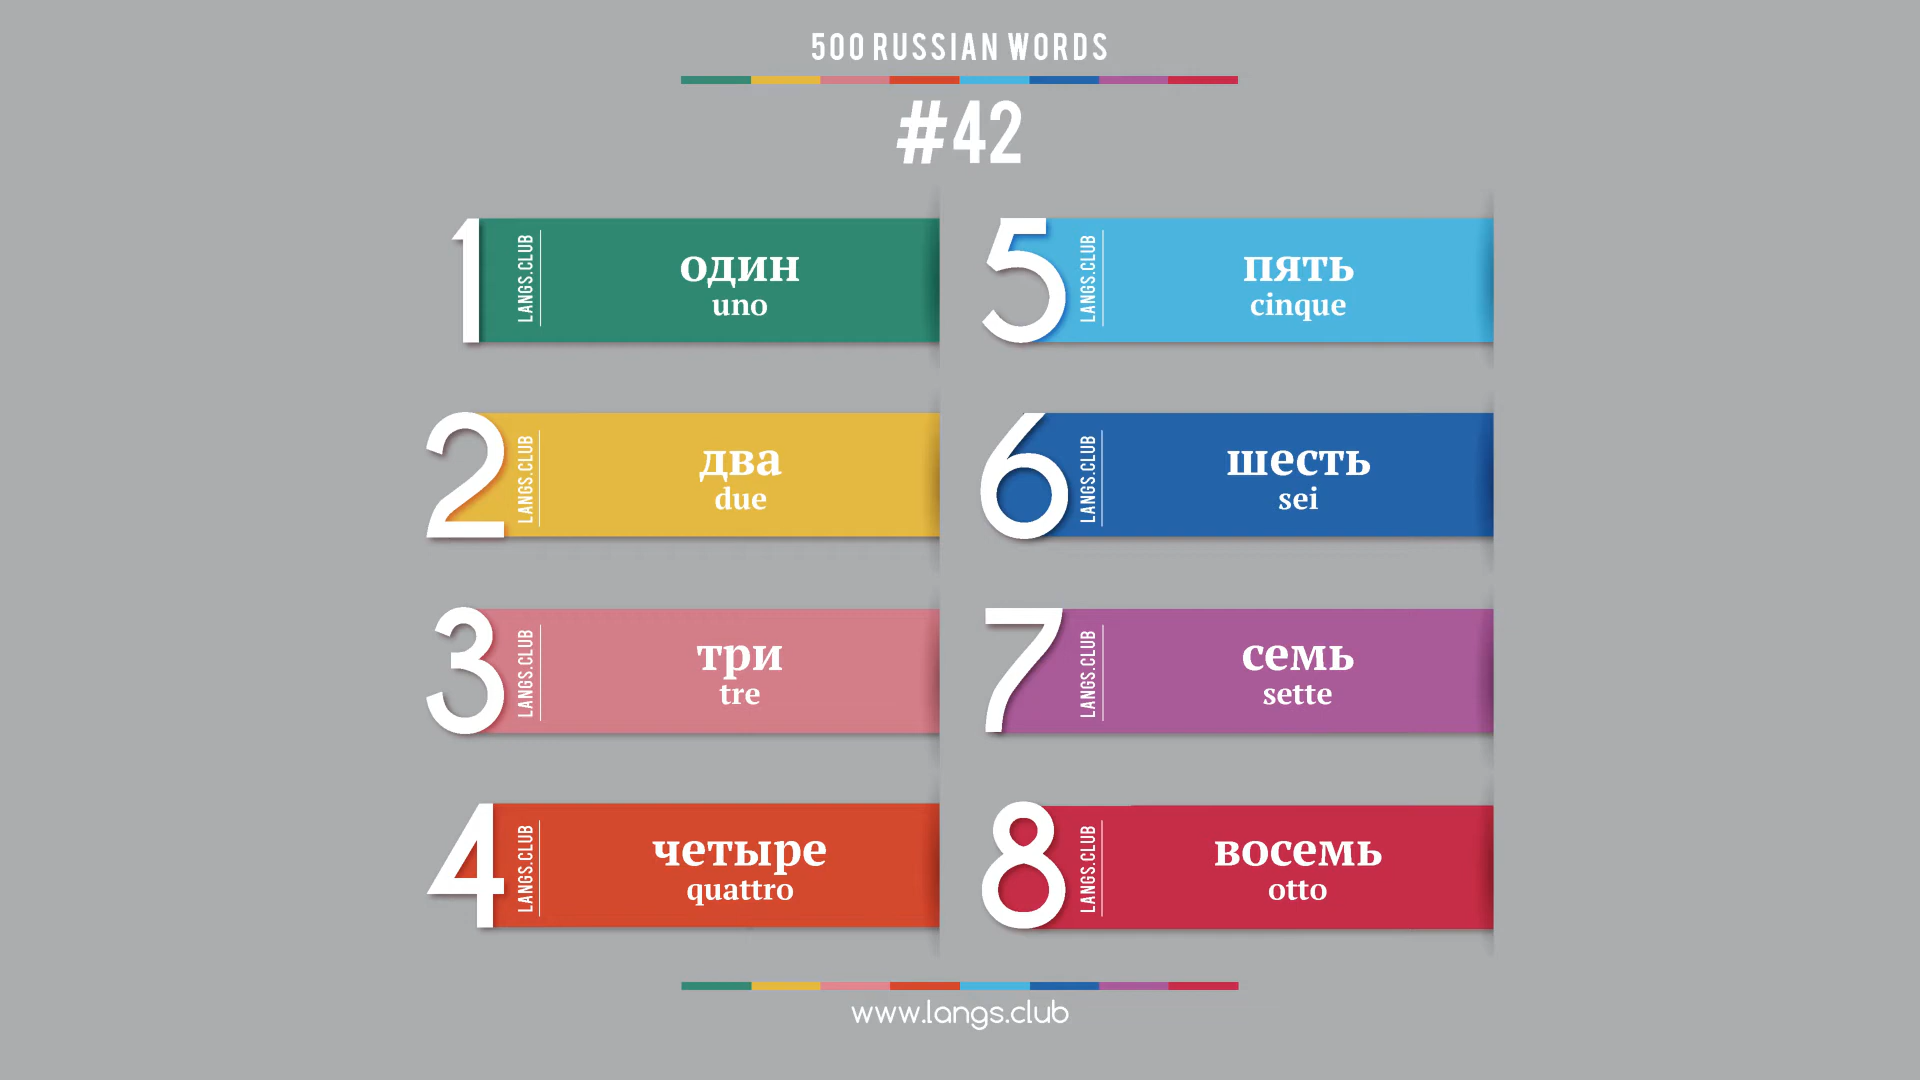 500 RUSSIAN WORDS
#42
1
LANGS.CLUB
один
uno
2
LANGS.CLUB
два
due
3
LANGS.CLUB
три
tre
4
LANGS.CLUB
четыре
quattro
5
LANGS.CLUB
пять
cinque
6
LANGS.CLUB
шесть
sei
7
LANGS.CLUB
семь
sette
8
LANGS.CLUB
восемь
otto
www.langs.club